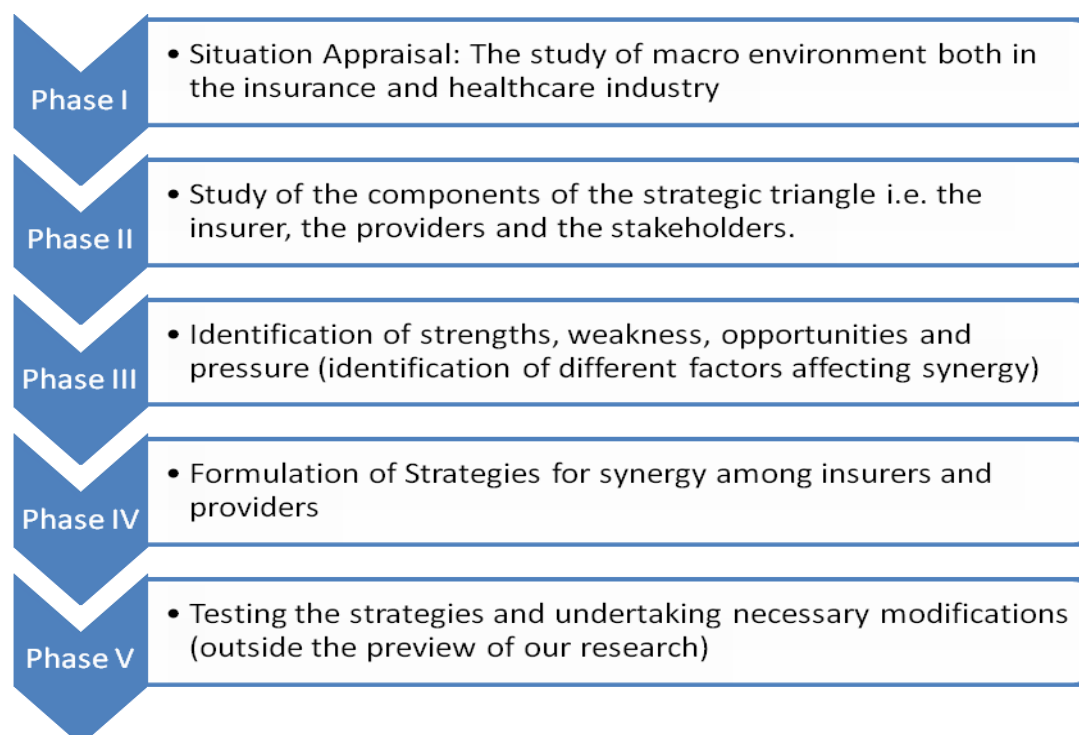 Phase I
• Situation Appraisal: The study of macro environment both in
the insurance and healthcare industry
Phase II
• Study of the components of the strategic triangle i.e. the
insurer, the providers and the stakeholders.
Phase III
• Identification of strengths, weakness, opportunities and
pressure (identification of different factors affecting synergy)
Phase IV
• Formulation of Strategies for synergy among insurers and
providers
Phase V
• Testing the strategies and undertaking necessary modifications
(outside the preview of our research)